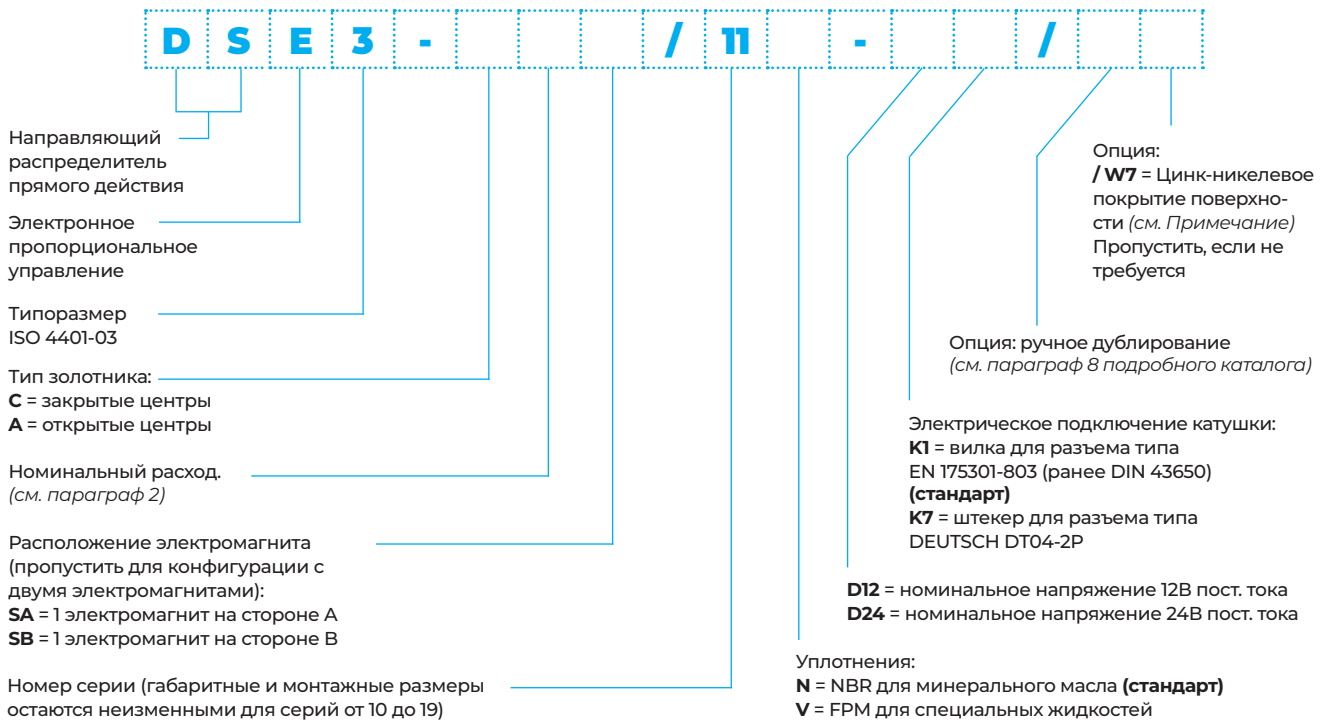 D S E 3 - / 11 - /
Направляющий
распределитель
прямого действия
Электронное
пропорциональное
управление
Типоразмер
ISO 4401-03
Тип золотника:
C = закрытые центры
A = открытые центры
Номинальный расход.
(см. параграф 2)
Расположение электромагнита
(пропустить для конфигурации с
двумя электромагнитами):
SA = 1 электромагнит на стороне A
SB = 1 электромагнит на стороне B
Номер серии (габаритные и монтажные размеры
остаются неизменными для серий от 10 до 19)
Опция:
/ W7 = Цинк-никелевое
покрытие поверхно-
сти (см. Примечание)
Пропустить, если не
требуется
Опция: ручное дублирование
(см. параграф 8 подробного каталога)
Электрическое подключение катушки:
K1 = вилка для разъема типа
EN 175301-803 (ранее DIN 43650)
(стандарт)
K7 = штекер для разъема типа
DEUTSCH DT04-2P
D12 = номинальное напряжение 12В пост. тока
D24 = номинальное напряжение 24В пост. тока
Уплотнения:
N = NBR для минерального масла (стандарт)
V = FPM для специальных жидкостей